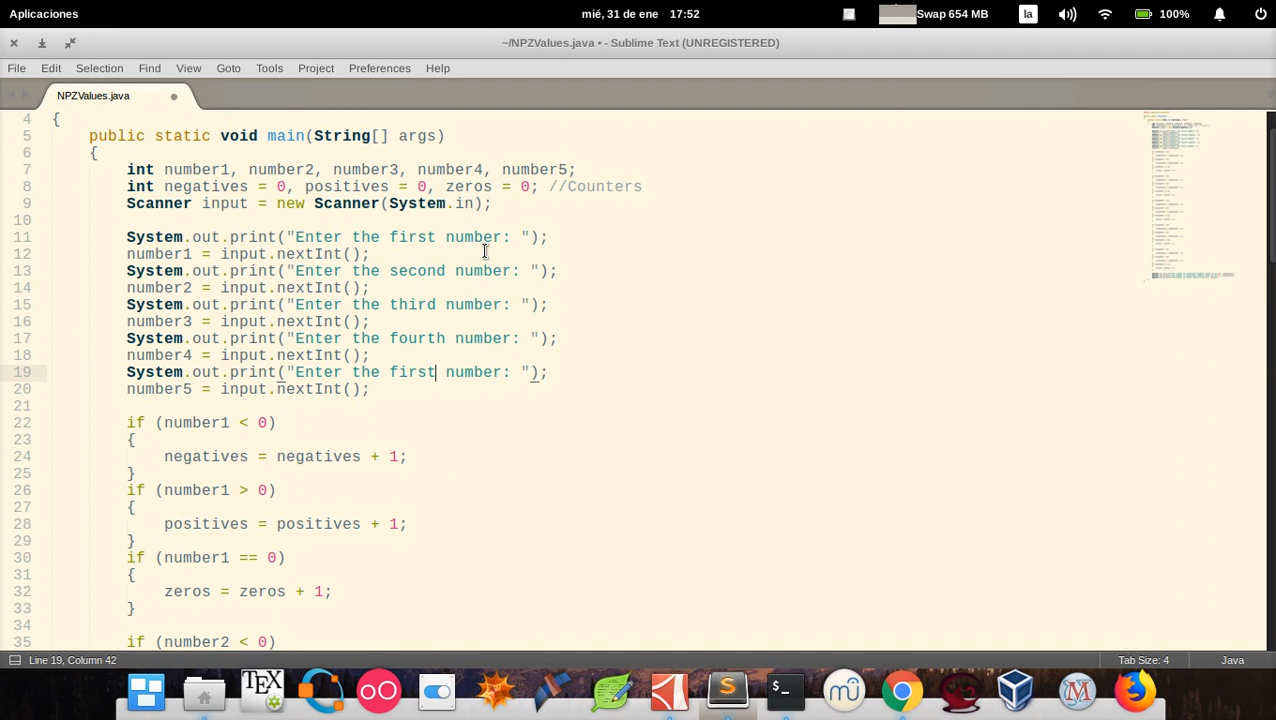 Aplicaciones mié, 31 de ene 17:52 Swap 654 MB la 100%
~/NPZValues.java • - Sublime Text (UNREGISTERED)
File Edit Selection Find View Goto Tools Project Preferences Help
NPZValues.java
4 {
5 public static void main(String[] args)
6 {
7 int number1, number2, number3, number4, number5;
8 int negatives = 0, positives = 0, zeros = 0; //Counters
9 Scanner input = new Scanner(System.in);
10
11 System.out.print("Enter the first number: ");
12 number1 = input.nextInt();
13 System.out.print("Enter the second number: ");
14 number2 = input.nextInt();
15 System.out.print("Enter the third number: ");
16 number3 = input.nextInt();
17 System.out.print("Enter the fourth number: ");
18 number4 = input.nextInt();
19 System.out.print("Enter the first number: ");
20 number5 = input.nextInt();
21
22 if (number1 < 0)
23 {
24 negatives = negatives + 1;
25 }
26 if (number1 > 0)
27 {
28 positives = positives + 1;
29 }
30 if (number1 == 0)
31 {
32 zeros = zeros + 1;
33 }
34
35 if (number2 < 0)
Line 19, Column 42 Tab Size: 4 Java
TEX S >_ mu M